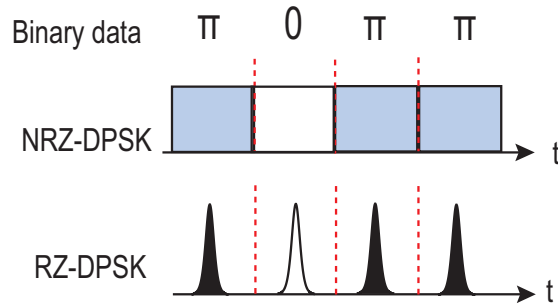 Binary data π 0 π π
NRZ-DPSK
t
RZ-DPSK
t